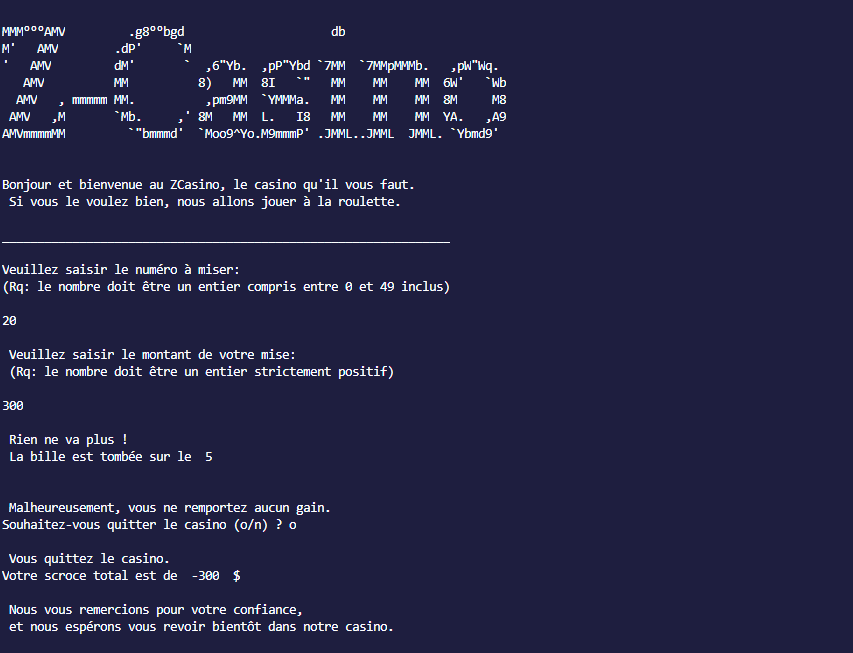 MMM°°°AMV         .g8°°bgd                     db
M'   AMV        .dP'     `M
'   AMV         dM'       `  ,6"Yb.  ,pP"Ybd `7MM  `7MMpMMMb.   ,pW"Wq.
   AMV          MM          8)   MM  8I   `"   MM    MM    MM  6W'   `Wb
  AMV   , mmmmm MM.          ,pm9MM  `YMMMa.   MM    MM    MM  8M     M8
 AMV   ,M       `Mb.     ,' 8M   MM  L.   I8   MM    MM    MM  YA.   ,A9
AMVmmmmMM         `"bmmmd'  `Moo9^Yo.M9mmmP' .JMML..JMML  JMML. `Ybmd9'
Bonjour et bienvenue au ZCasino, le casino qu'il vous faut.
Si vous le voulez bien, nous allons jouer à la roulette.
________________________________________________________________
Veuillez saisir le numéro à miser:
(Rq: le nombre doit être un entier compris entre 0 et 49 inclus)
20
Veuillez saisir le montant de votre mise:
(Rq: le nombre doit être un entier strictement positif)
300
Rien ne va plus !
La bille est tombée sur le  5
Malheureusement, vous ne remportez aucun gain.
Souhaitez-vous quitter le casino (o/n) ? o
Vous quittez le casino.
Votre scroce total est de  -300  $
Nous vous remercions pour votre confiance,
et nous espérons vous revoir bientôt dans notre casino.